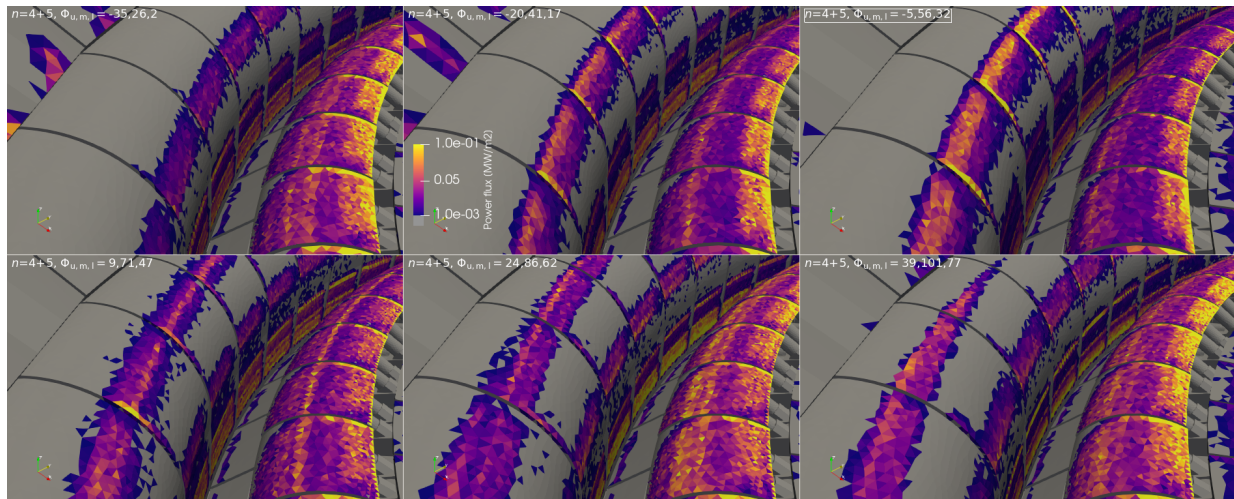 n=4+5, Φu,m,l = -35,26,2
n=4+5, Φu,m,l = -20,41,17
n=4+5, Φu,m,l = -5,56,32
1.0e-01
0.05
1.0e-03
Power flux (MW/m2)
n=4+5, Φu,m,l = 9,71,47
n=4+5, Φu,m,l = 24,86,62
n=4+5, Φu,m,l = 39,101,77